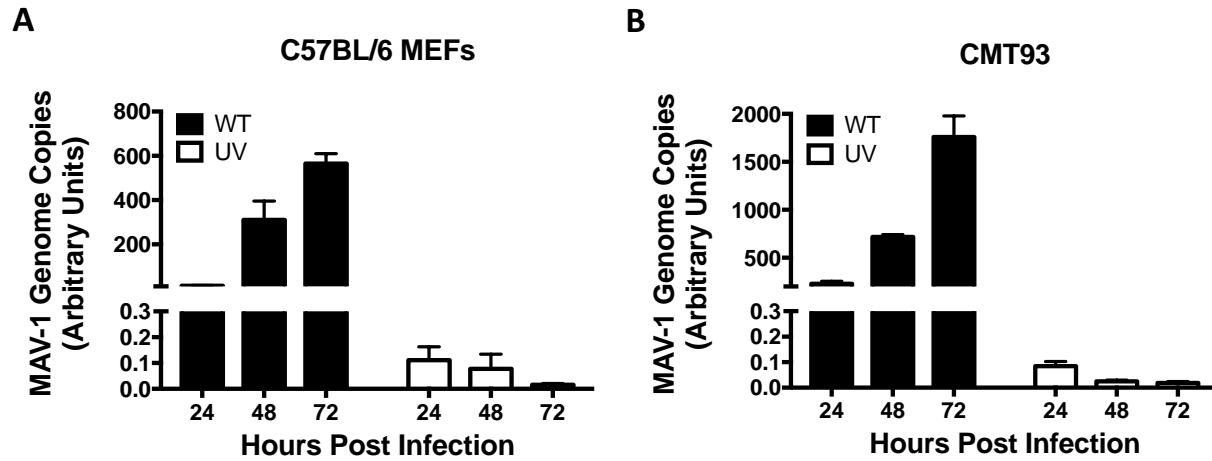 A
C57BL/6 MEFs
MAV-1 Genome Copies
(Arbitrary Units)
800
600
400
200
0.3
0.2
0.1
0.0
WT
UV
24
48
72
24
48
72
Hours Post Infection
B
CMT93
MAV-1 Genome Copies
(Arbitrary Units)
2000
1500
1000
500
0.3
0.2
0.1
0.0
WT
UV
24
48
72
24
48
72
Hours Post Infection